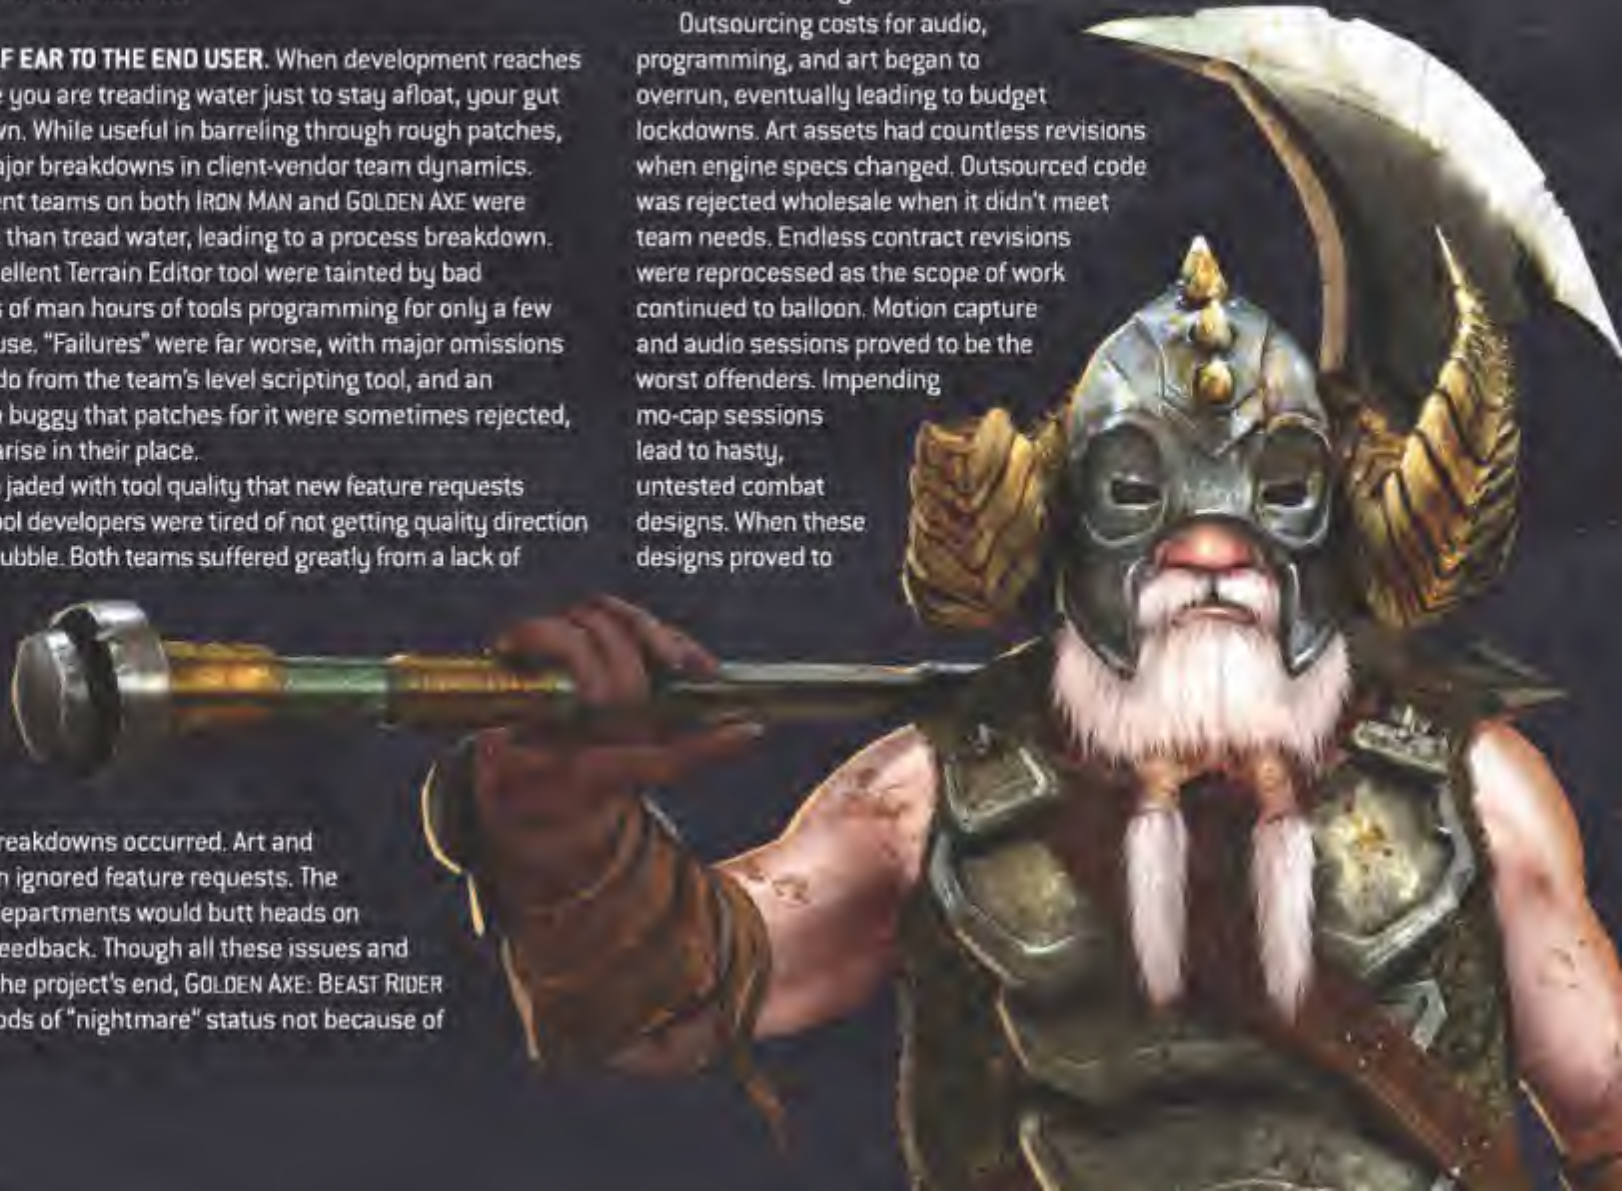 F EAR TO THE END USER. When development reaches
you are treading water just to stay afloat, your gut
wn. While useful in barreling through rough patches,
ajor breakdowns in client-vendor team dynamics.
ent teams on both IRON MAN and GOLDEN AXE were
than tread water, leading to a process breakdown.
cellent Terrain Editor tool were tainted by bad
s of man hours of tools programming for only a few
use. "Failures" were far worse, with major omissions
do from the team's level scripting tool, and an
buggy that patches for it were sometimes rejected,
arise in their place.
jaded with tool quality that new feature requests
ool developers were tired of not getting quality direction
ubble. Both teams suffered greatly from a lack of
reakdowns occurred. Art and
n ignored feature requests. The
epartments would butt heads on
eedback. Though all these issues and
he project's end, GOLDEN AXE: BEAST RIDER
ods of "nightmare" status not because of
Outsourcing costs for audio,
programming, and art began to
overrun, eventually leading to budget
lockdowns. Art assets had countless revisions
when engine specs changed. Outsourced code
was rejected wholesale when it didn't meet
team needs. Endless contract revisions
were reprocessed as the scope of work
continued to balloon. Motion capture
and audio sessions proved to be the
worst offenders. Impending
mo-cap sessions
lead to hasty,
untested combat
designs. When these
designs proved to